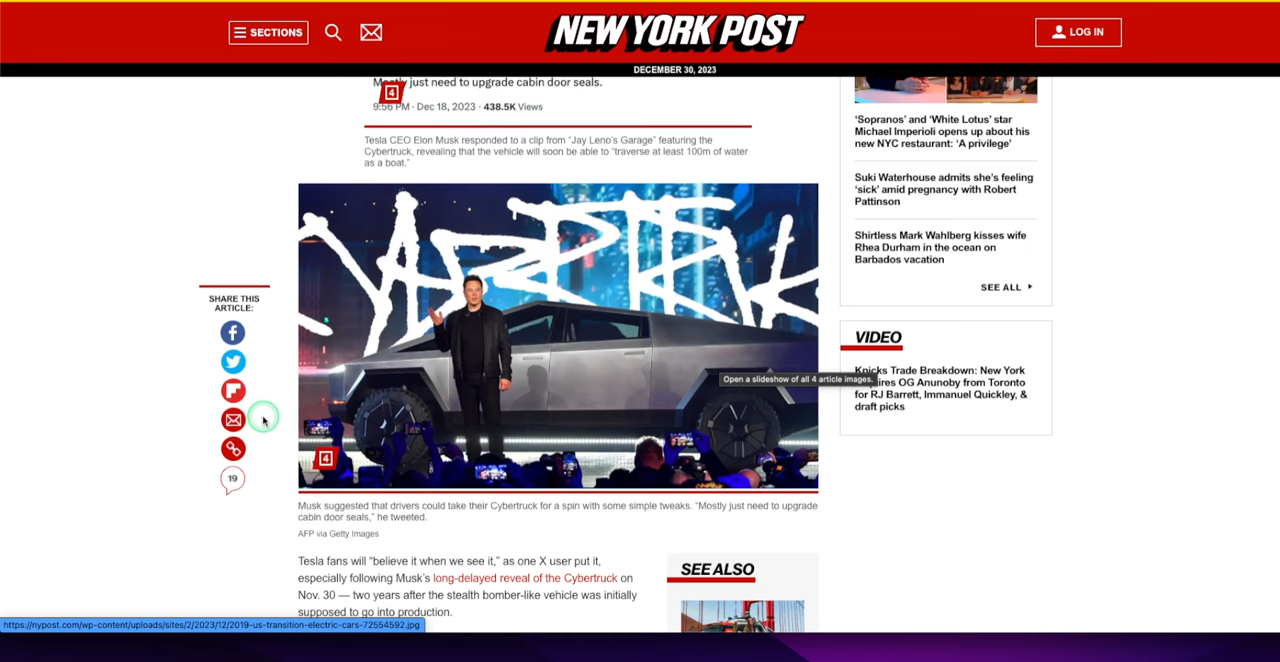 SECTIONS
NEW YORK POST
LOG IN
DECEMBER 30, 2023
just need to upgrade cabin door seals.
4
9:56 PM · Dec 18, 2023 · 438.5K Views
Tesla CEO Elon Musk responded to a clip from “Jay Leno’s Garage” featuring the
Cybertruck, revealing that the vehicle will soon be able to “traverse at least 100m of water
as a boat.”
SHARE THIS
ARTICLE:
19
4
Open a slideshow of all 4 article images.
Musk suggested that drivers could take their Cybertruck for a spin with some simple tweaks. “Mostly just need to upgrade
cabin door seals,” he tweeted.
AFP via Getty Images
Tesla fans will “believe it when we see it,” as one X user put it,
especially following Musk’s long-delayed reveal of the Cybertruck on
Nov. 30 — two years after the stealth bomber-like vehicle was initially
supposed to go into production.
SEE ALSO
‘Sopranos’ and ‘White Lotus’ star
Michael Imperioli opens up about his
new NYC restaurant: ‘A privilege’
Suki Waterhouse admits she’s feeling
‘sick’ amid pregnancy with Robert
Pattinson
Shirtless Mark Wahlberg kisses wife
Rhea Durham in the ocean on
Barbados vacation
SEE ALL
VIDEO
Knicks Trade Breakdown: New York
OG Anunoby from Toronto
for RJ Barrett, Immanuel Quickley, &
draft picks
https://nypost.com/wp-content/uploads/sites/2/2023/12/2019-us-transition-electric-cars-72554592.jpg